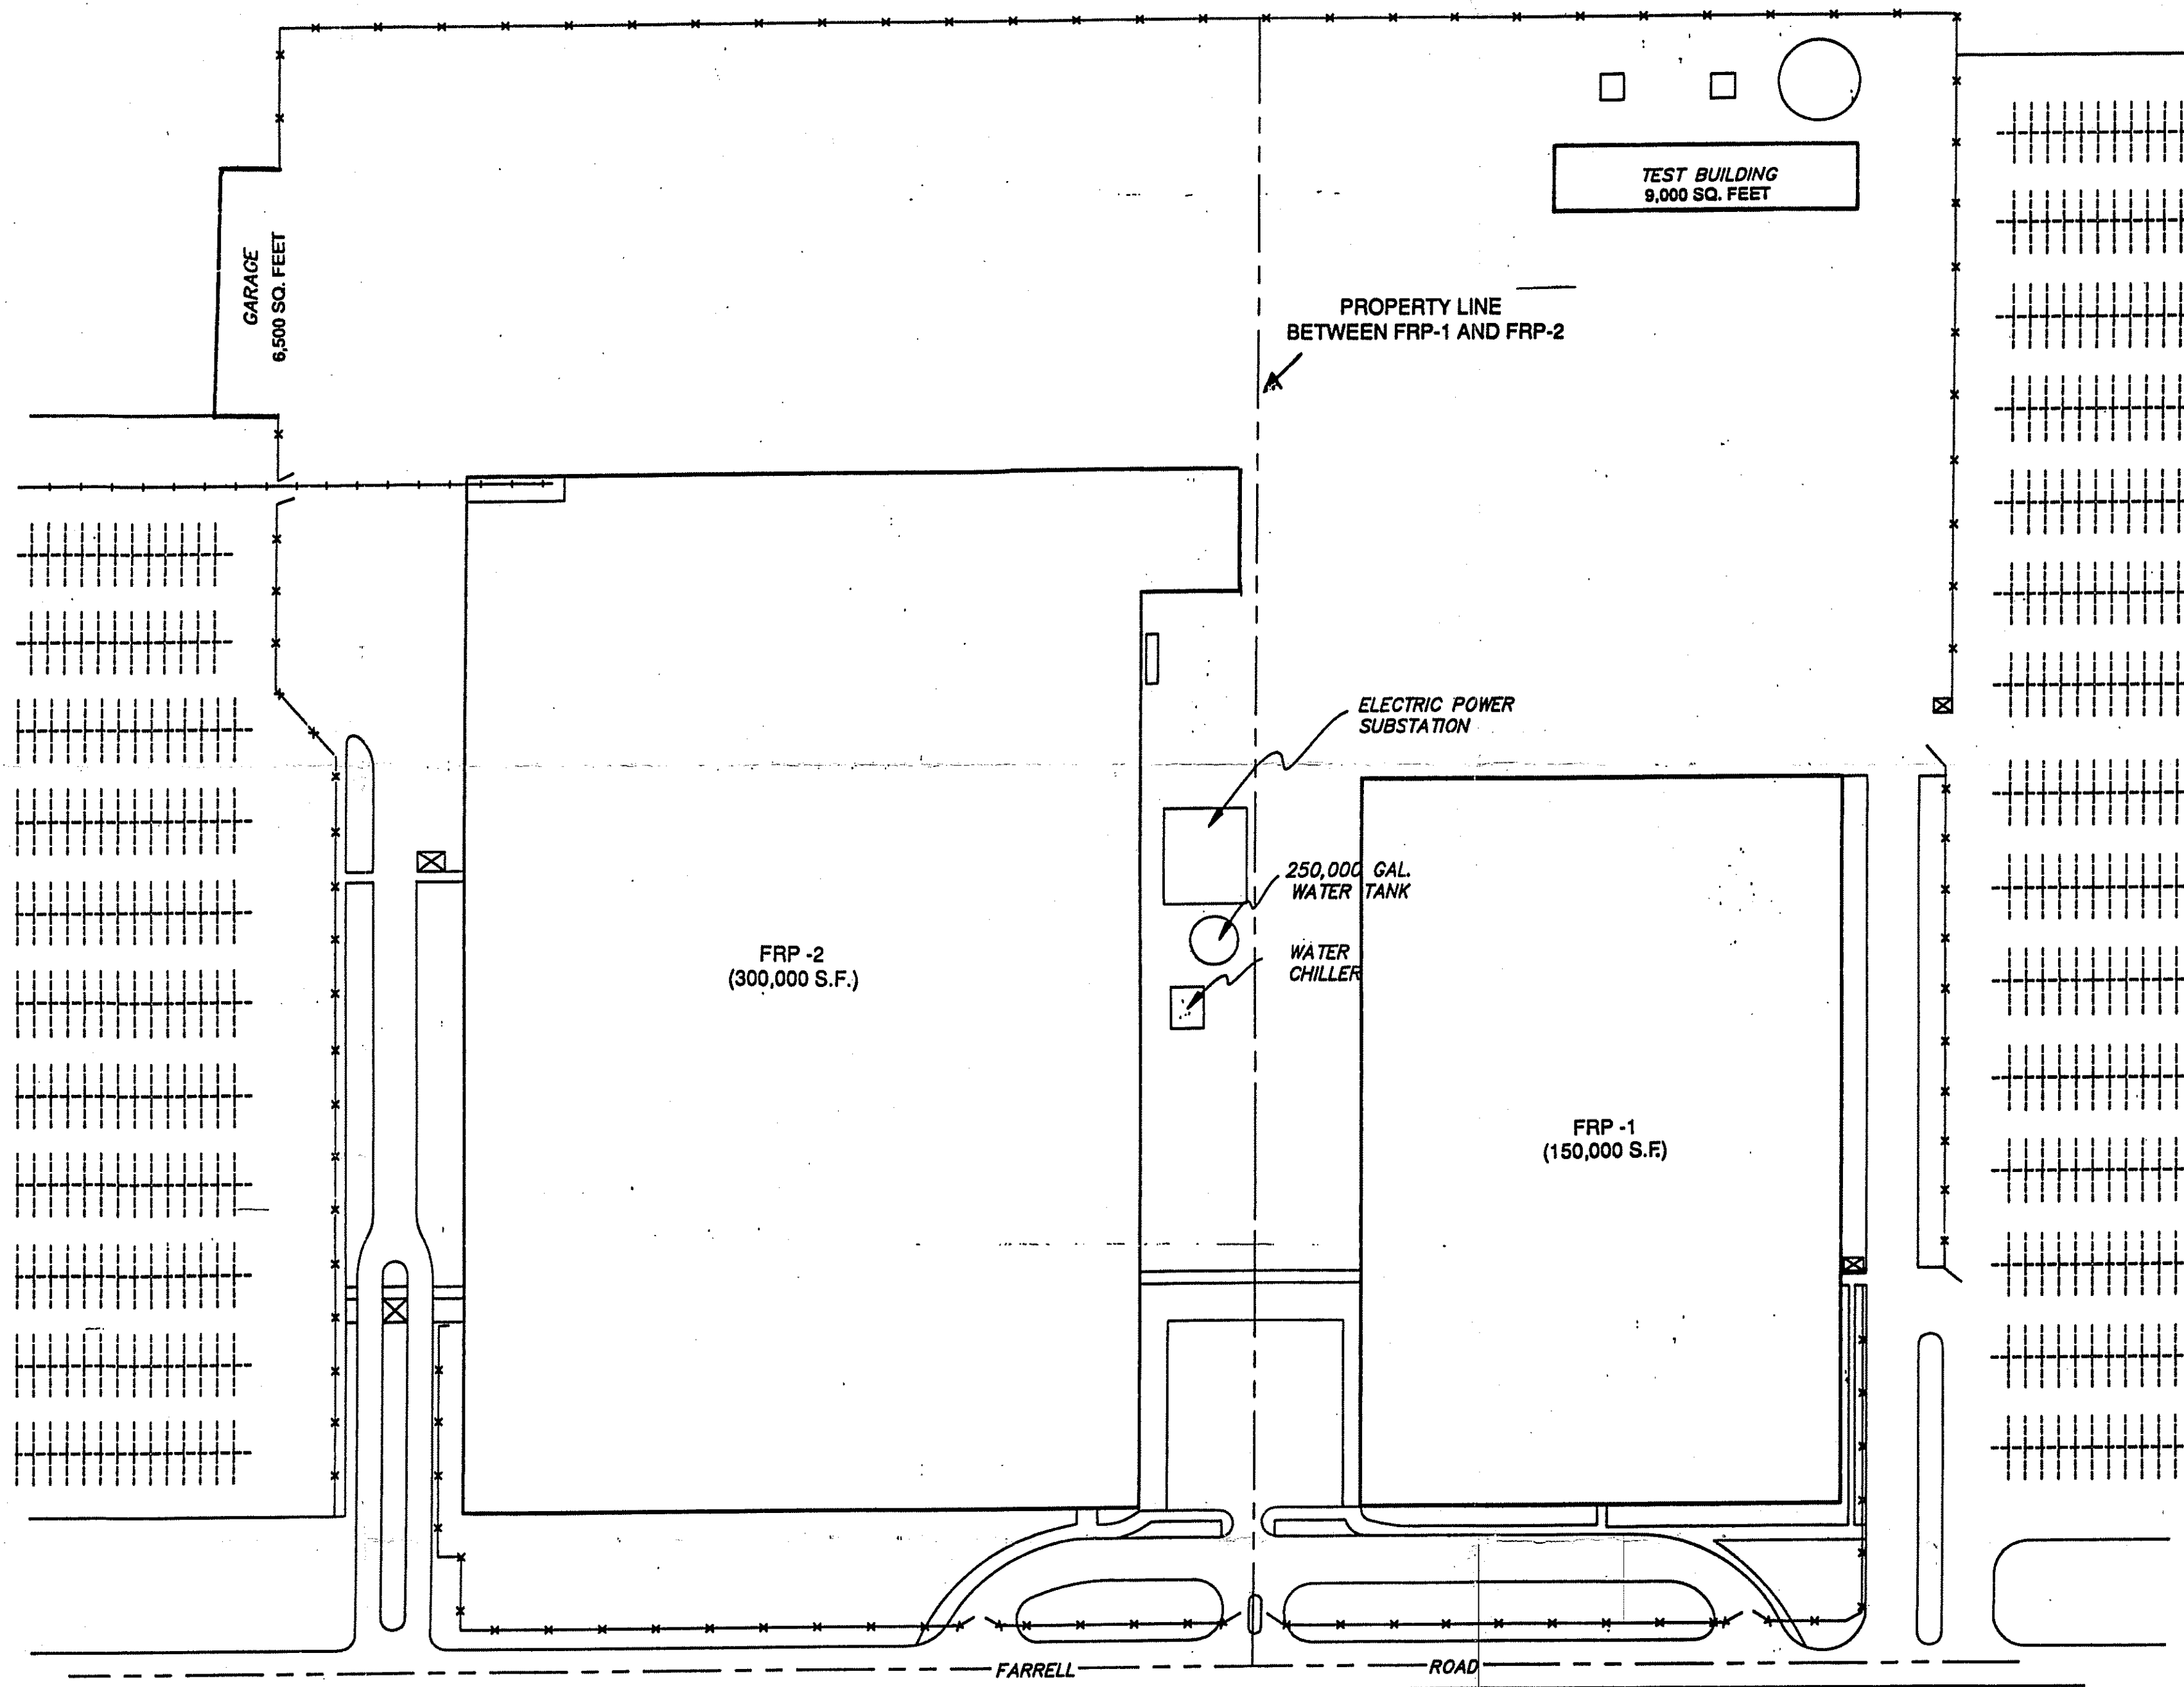 TEST BUILDING
9,000 SQ. FEET
GARAGE
6,500 SQ. FEET
PROPERTY LINE
BETWEEN FRP-1 AND FRP-2
ELECTRIC POWER
SUBSTATION
250,000 GAL.
WATER TANK
WATER
CHILLER
FRP -2
(300,000 S.F.)
FRP -1
(150,000 S.F.)
FARRELL ROAD